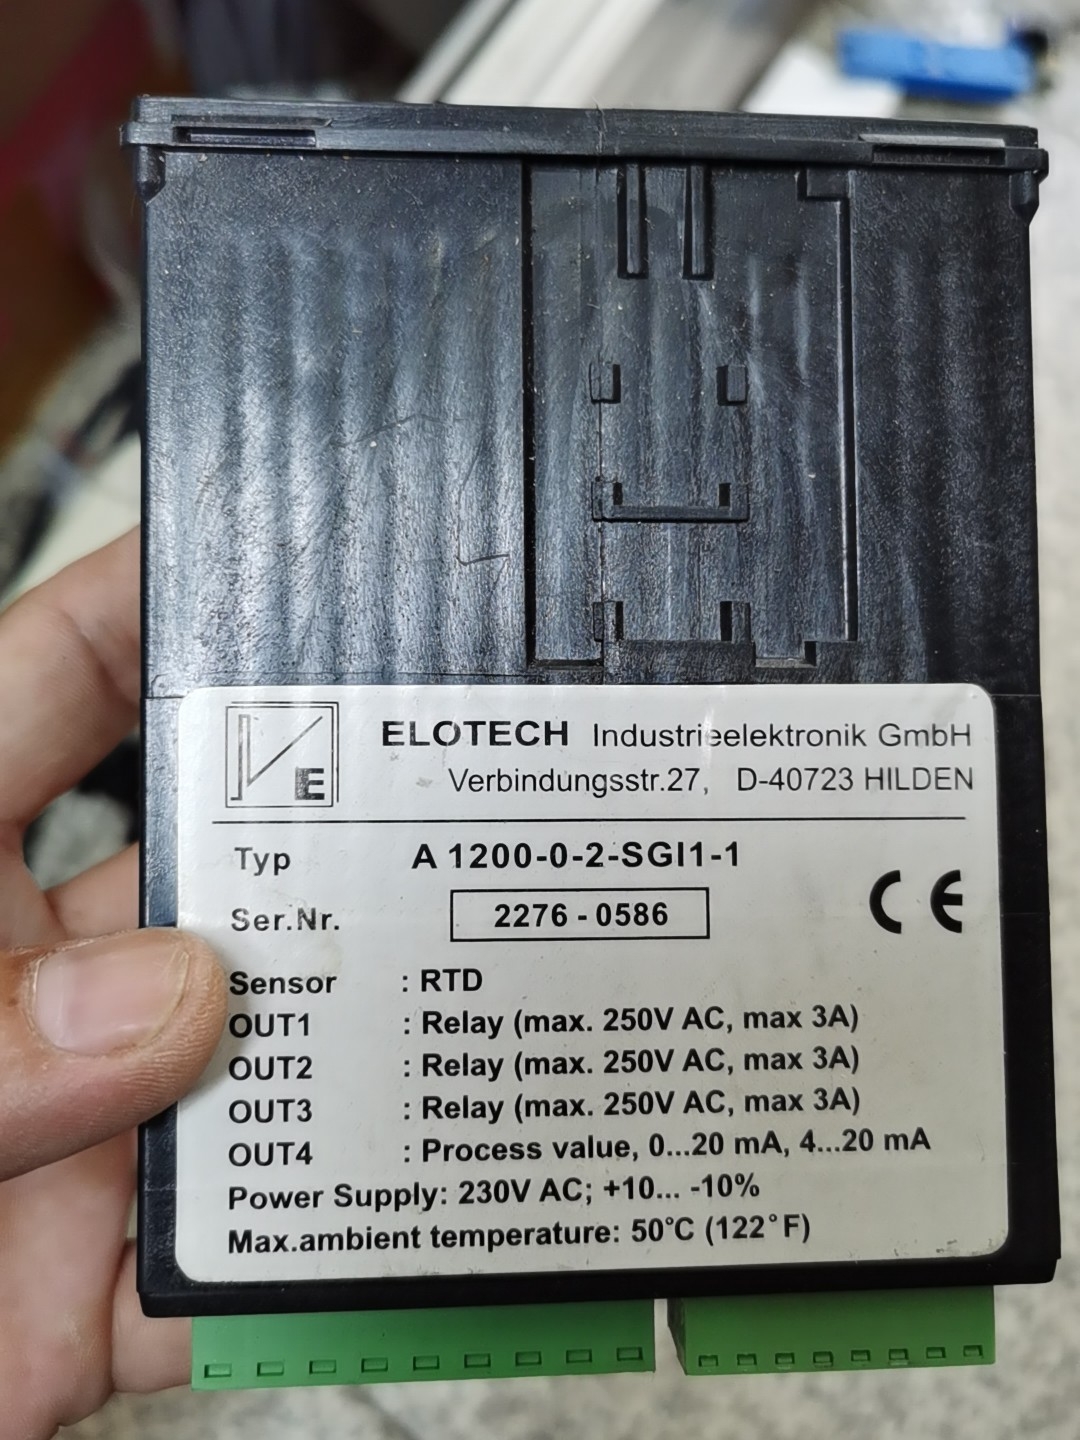 E
ELOTECH Industrieelektronik GmbH
Verbindungsstr.27, D-40723 HILDEN
Typ A 1200-0-2-SGI1-1
Ser.Nr. 2276 - 0586
CE
Sensor : RTD
OUT1 : Relay (max. 250V AC, max 3A)
OUT2 : Relay (max. 250V AC, max 3A)
OUT3 : Relay (max. 250V AC, max 3A)
OUT4 : Process value, 0...20 mA, 4...20 mA
Power Supply: 230V AC; +10... -10%
Max.ambient temperature: 50°C (122°F)